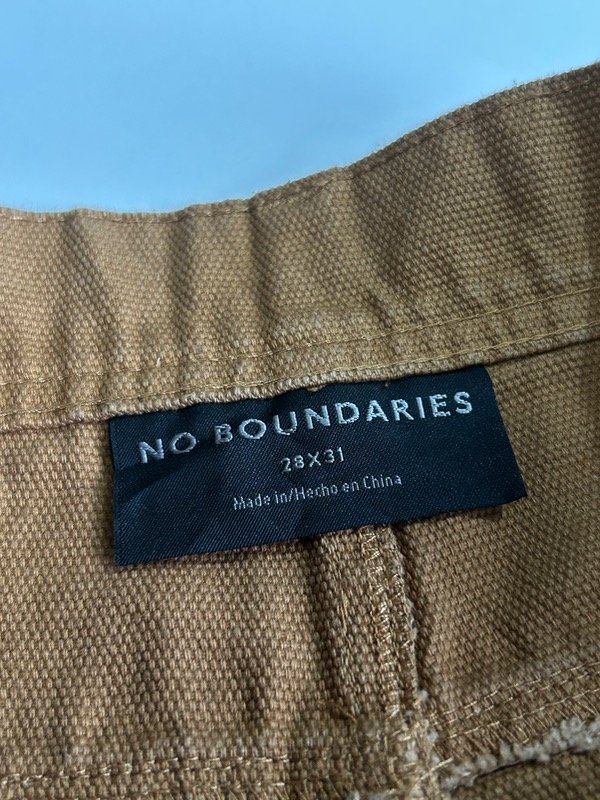 NO BOUNDARIES
28X31
Made in/Hecho en China